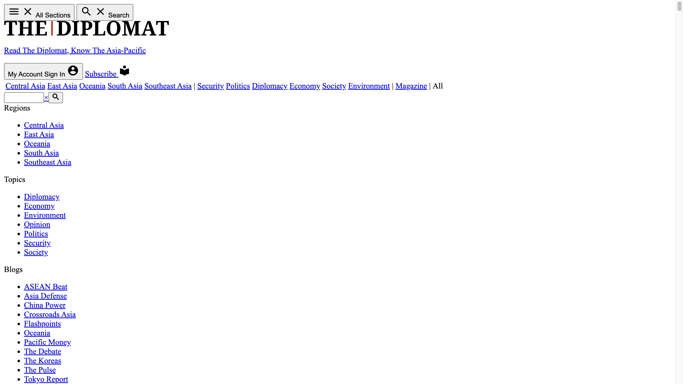 All Sections Search
THE DIPLOMAT
Read The Diplomat, Know The Asia-Pacific
My Account Sign In Subscribe
Central Asia East Asia Oceania South Asia Southeast Asia | Security Politics Diplomacy Economy Society Environment | Magazine | All
×
Regions
Central Asia
East Asia
Oceania
South Asia
Southeast Asia
Topics
Diplomacy
Economy
Environment
Opinion
Politics
Security
Society
Blogs
ASEAN Beat
Asia Defense
China Power
Crossroads Asia
Flashpoints
Oceania
Pacific Money
The Debate
The Koreas
The Pulse
Tokyo Report